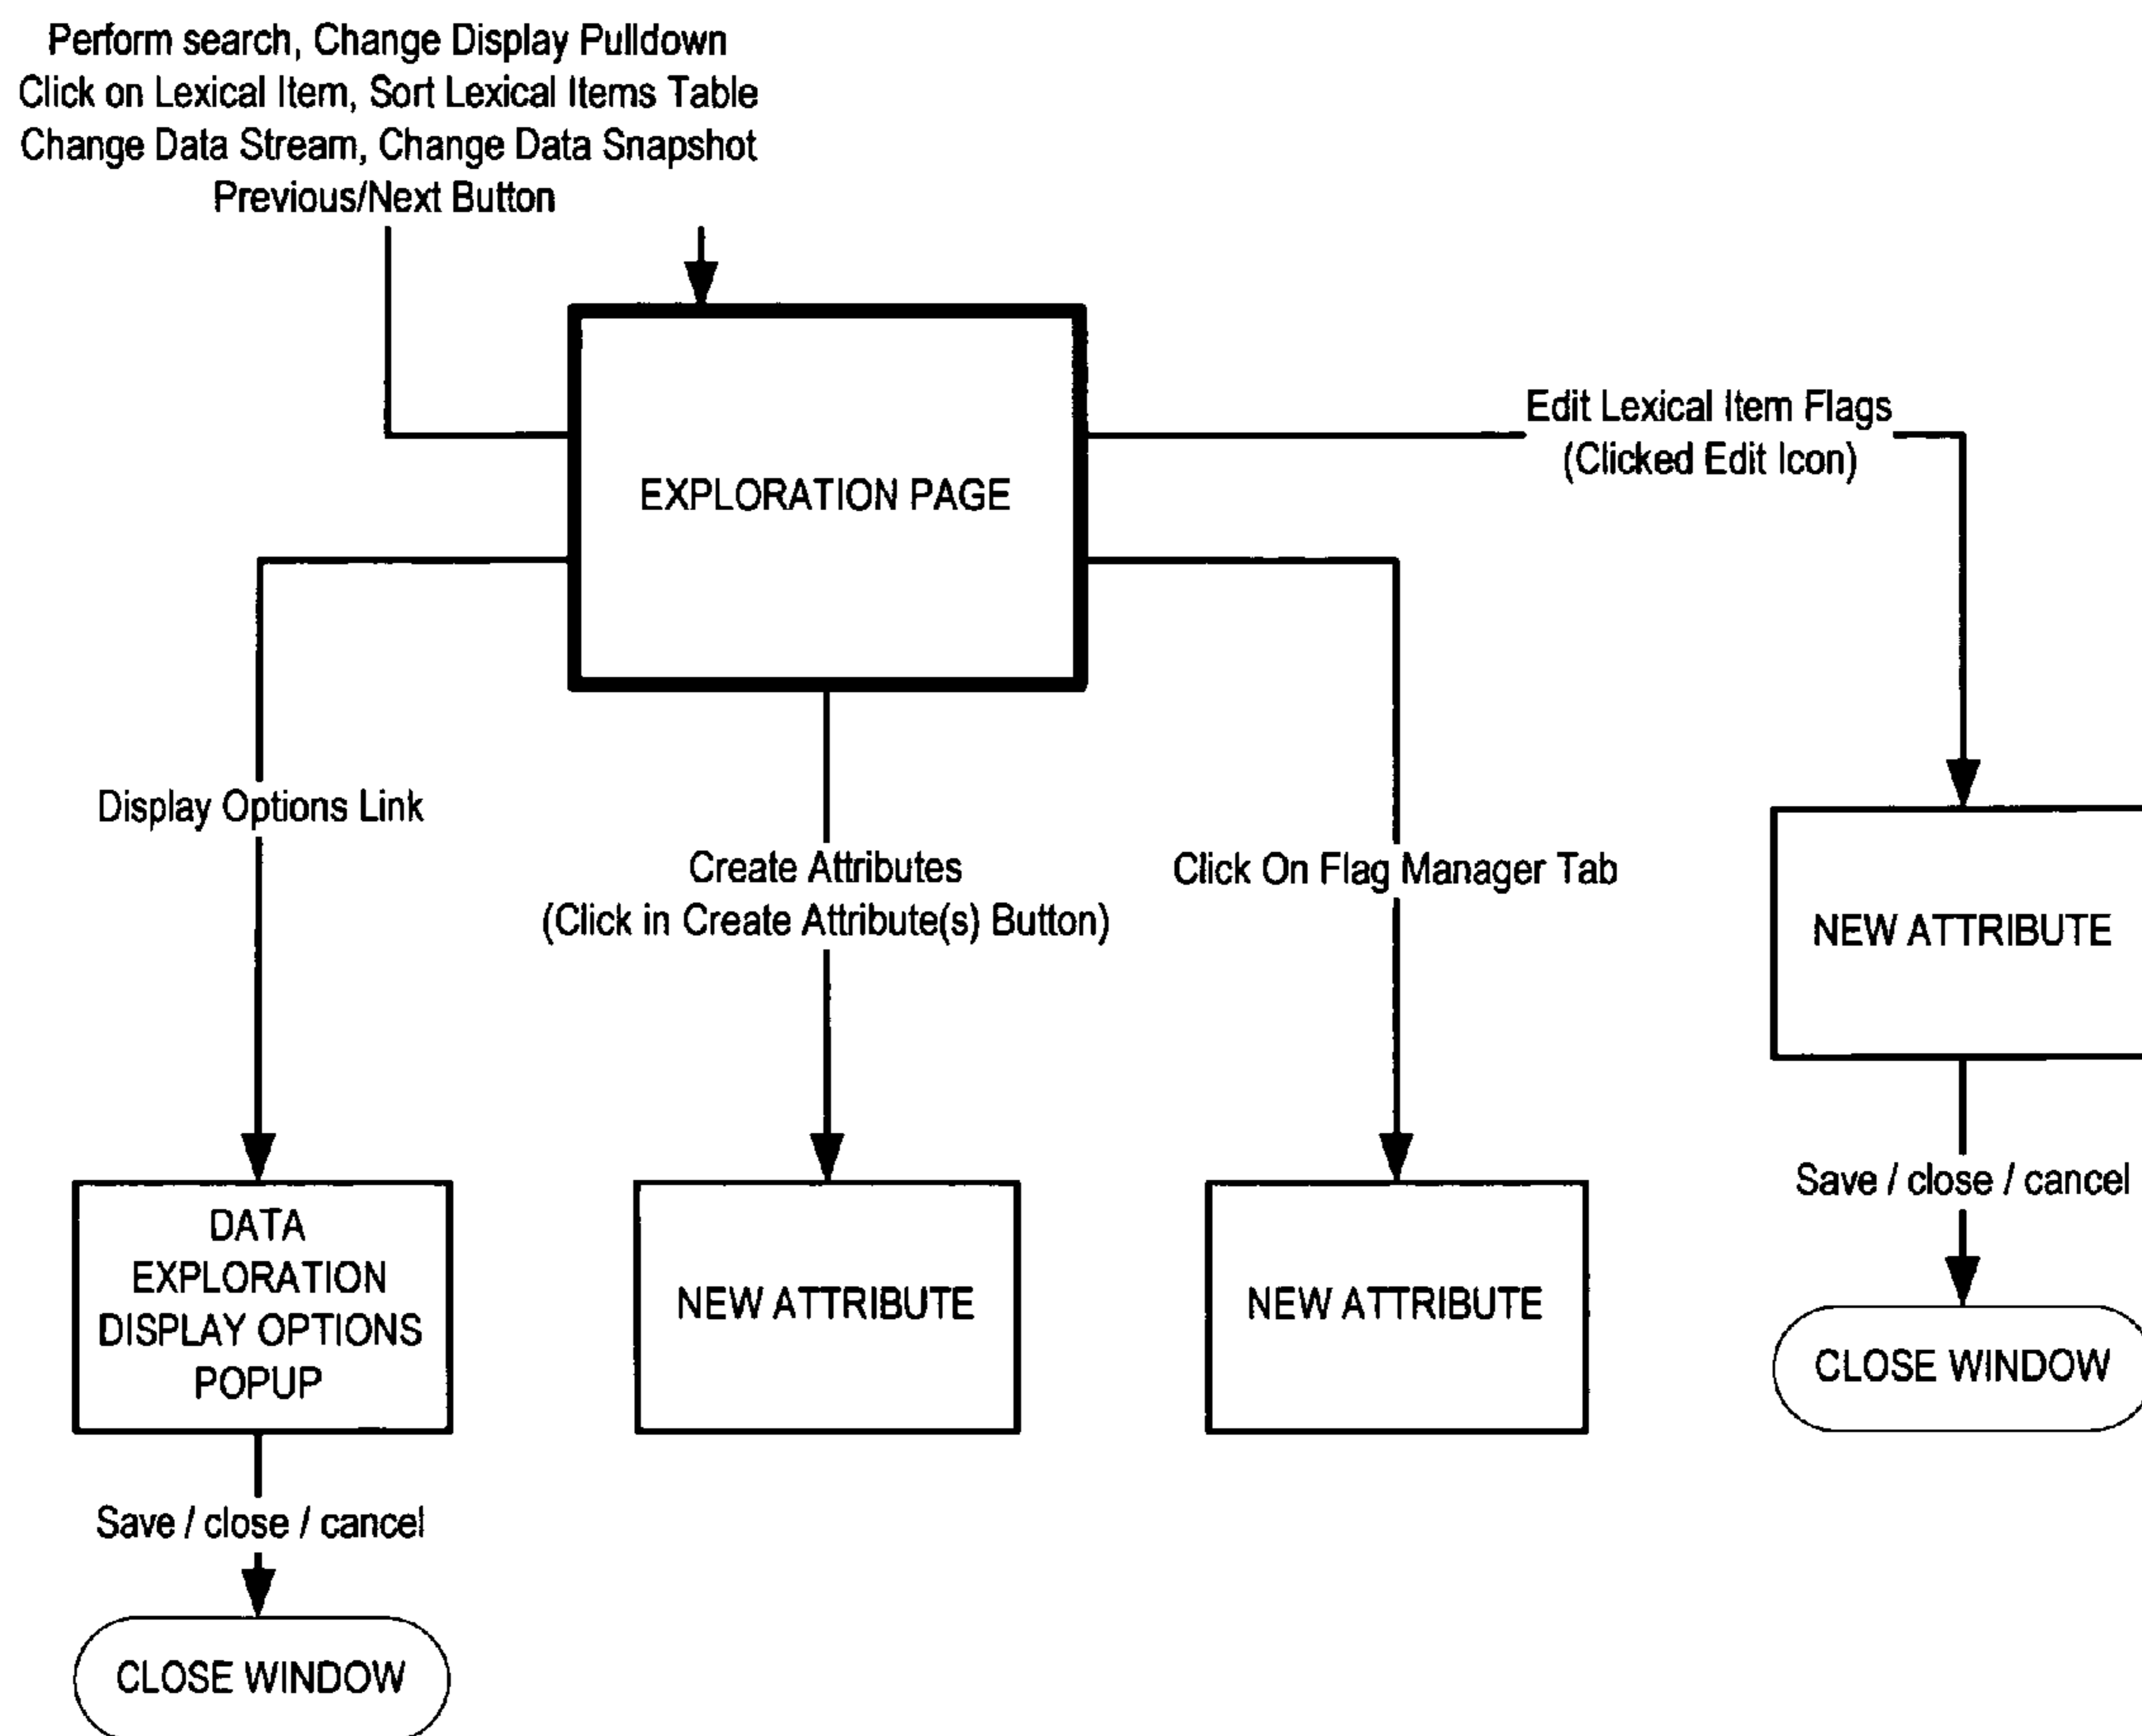 Perform search, Change Display Pulldown
Click on Lexical Item, Sort Lexical Items Table
Change Data Stream, Change Data Snapshot
Previous/Next Button
EXPLORATION PAGE
Edit Lexical Item Flags
(Clicked Edit Icon)
Display Options Link
Create Attributes
(Click in Create Attribute(s) Button)
Click On Flag Manager Tab
NEW ATTRIBUTE
Save / close / cancel
CLOSE WINDOW
DATA
EXPLORATION
DISPLAY OPTIONS
POPUP
NEW ATTRIBUTE
NEW ATTRIBUTE
Save / close / cancel
CLOSE WINDOW